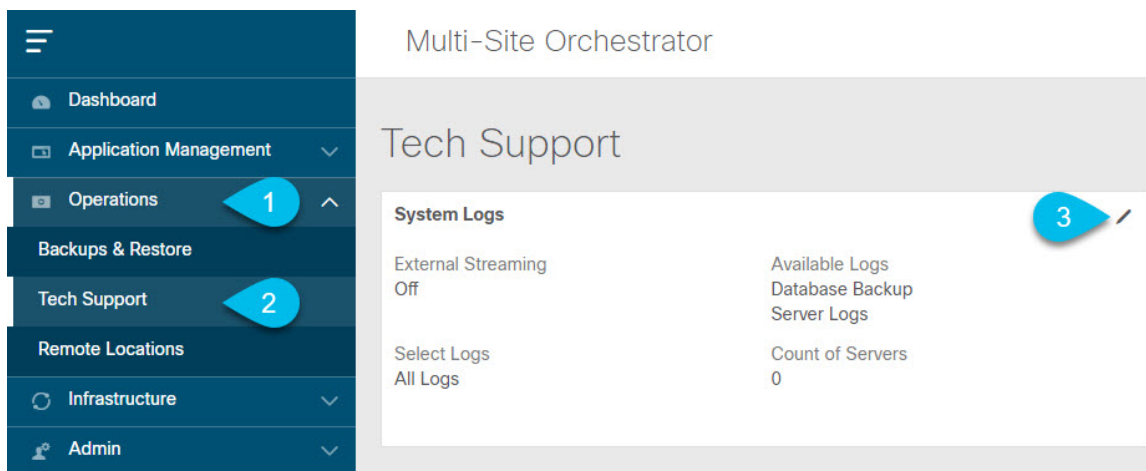 Multi-Site Orchestrator
Dashboard
Application Management
Operations
1
Backups & Restore
Tech Support
2
Remote Locations
Infrastructure
Admin
Tech Support
System Logs
3
External Streaming
Off
Available Logs
Database Backup
Server Logs
Select Logs
All Logs
Count of Servers
0